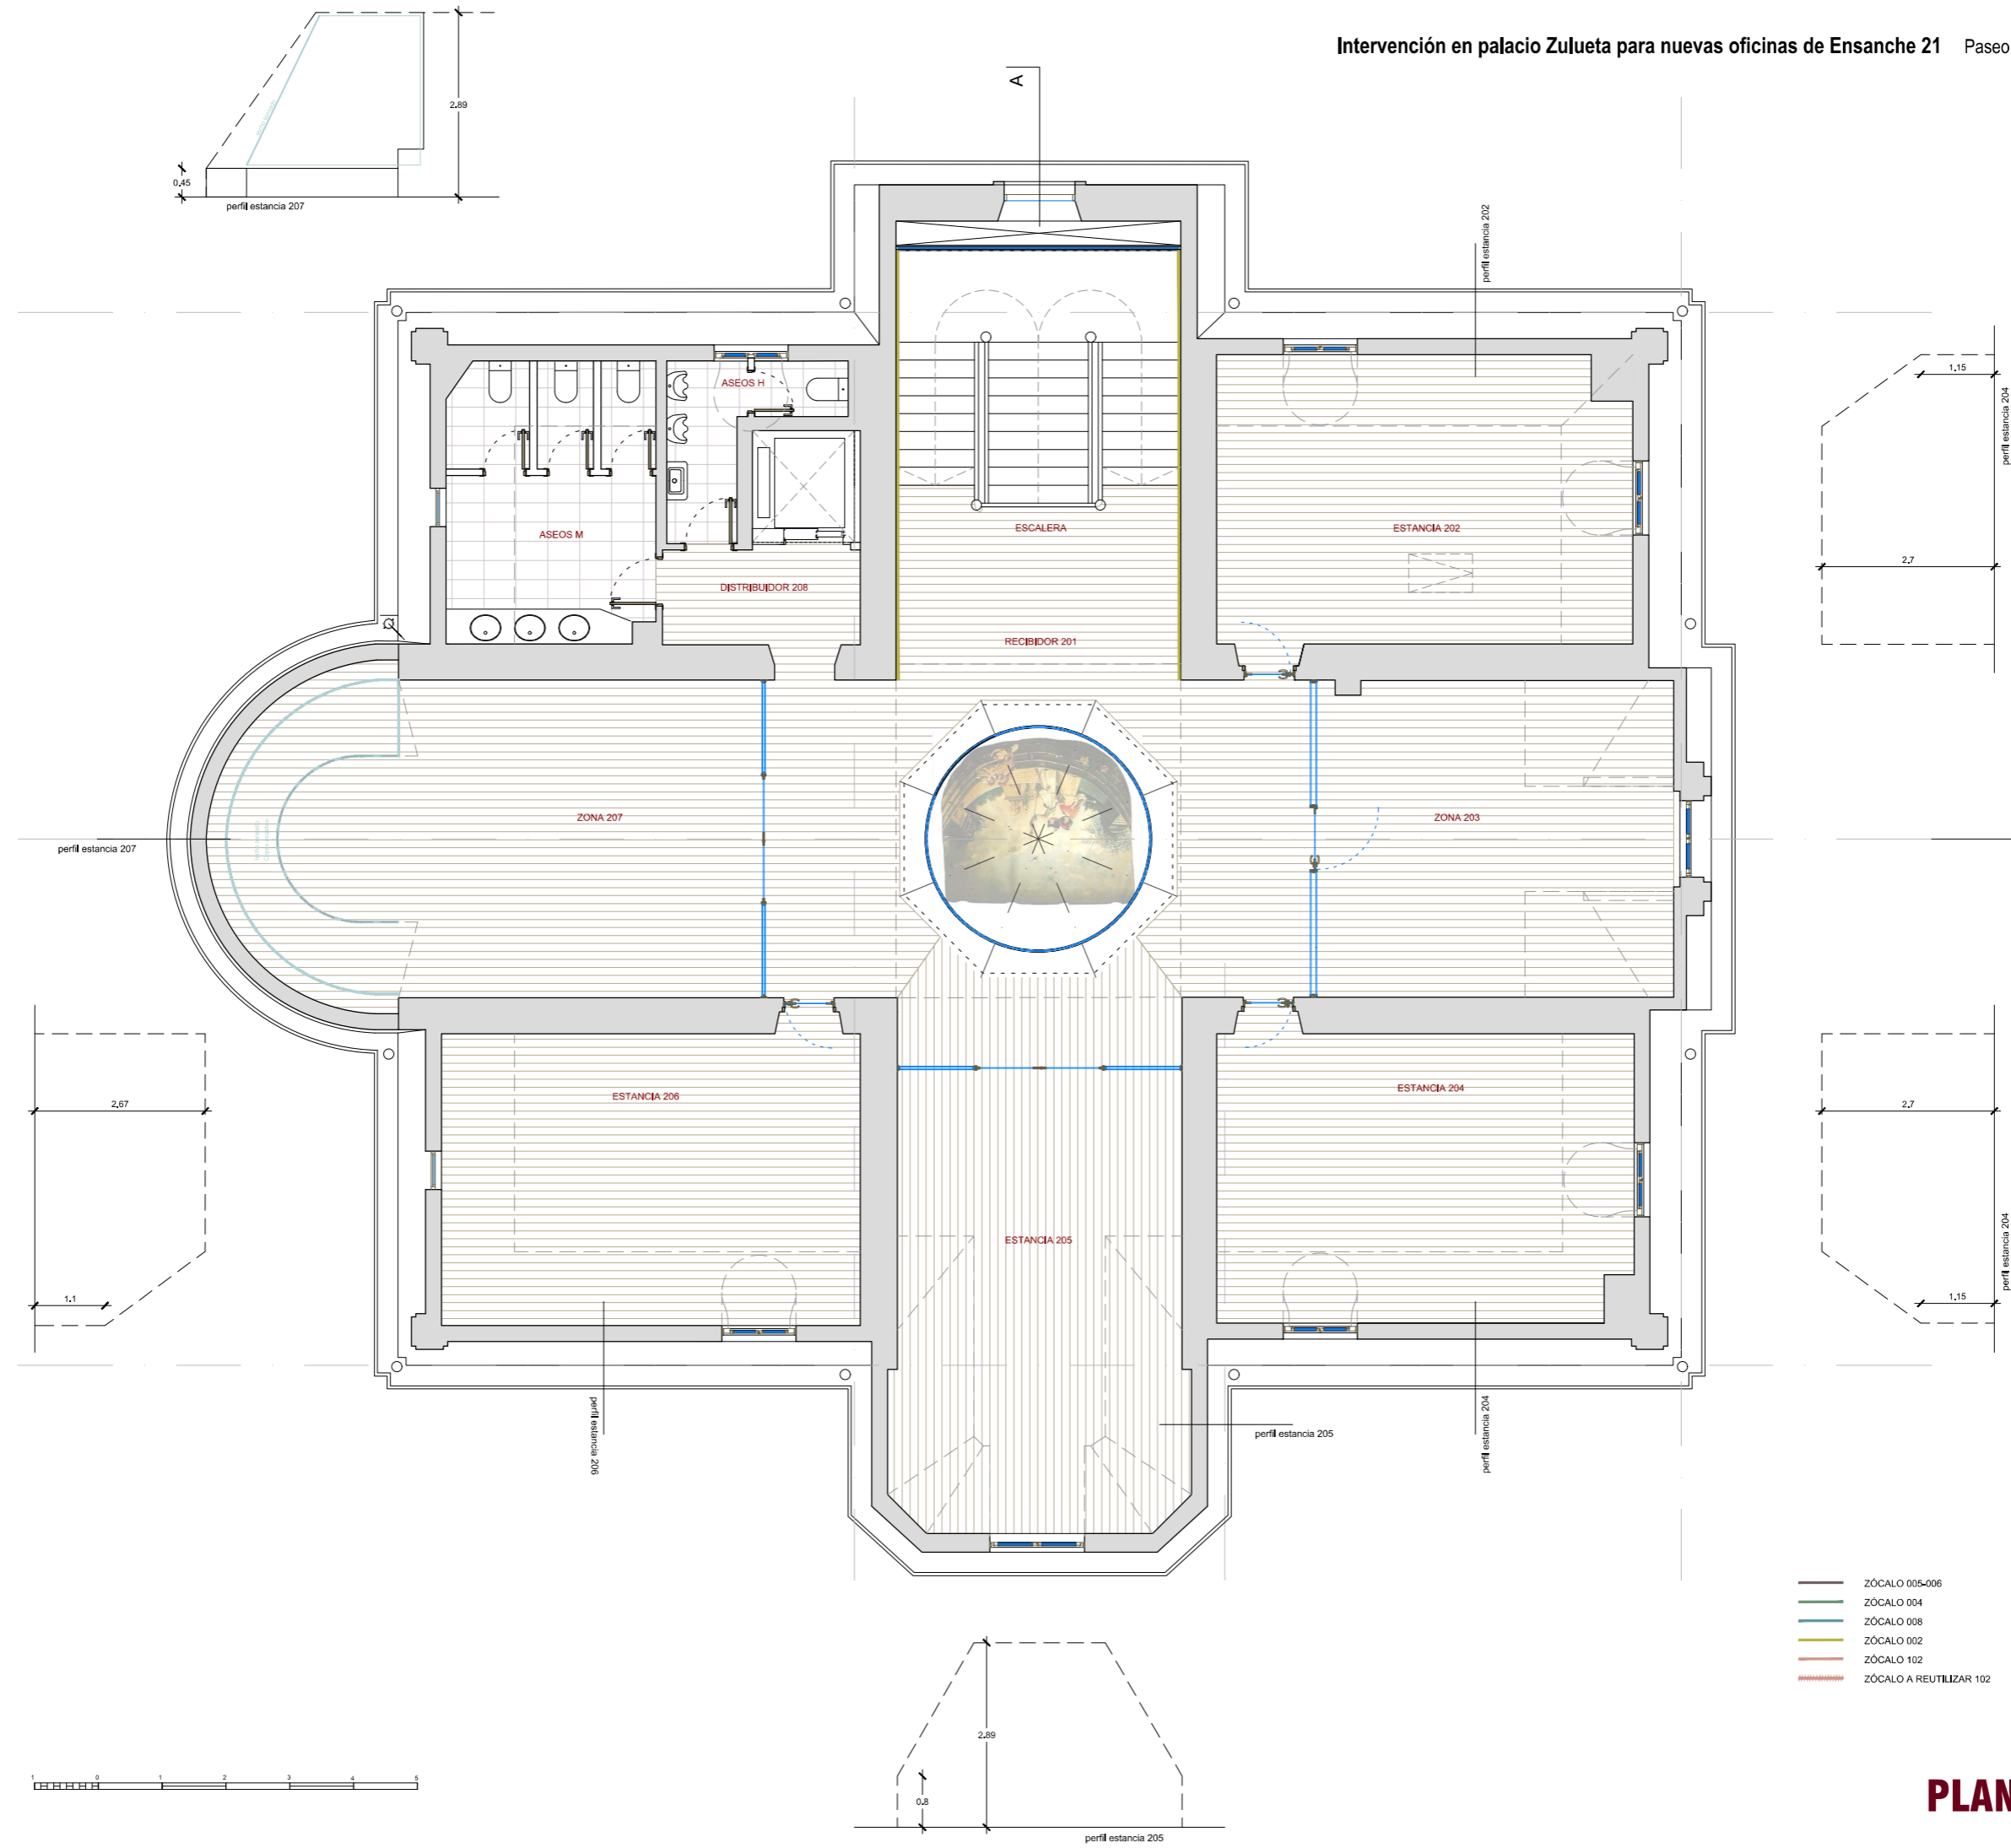 Intervención en palacio Zulueta para nuevas oficinas de Ensanche 21 Paseo
A
2.89
0.45
perfil estancia 207
perfil estancia 202
1.15
perfil estancia 204
2.7
ASEOS H
ASEOS M
ESCALERA
ESTANCIA 202
DISTRIBUIDOR 208
RECIBIDOR 201
ZONA 207
ZONA 203
perfil estancia 207
2.67
1.1
ESTANCIA 206
ESTANCIA 204
ESTANCIA 205
2.7
1.15
perfil estancia 204
perfil estancia 206
perfil estancia 205
perfil estancia 204
ZÓCALO 005-006
ZÓCALO 004
ZÓCALO 008
ZÓCALO 002
ZÓCALO 102
ZÓCALO A REUTILIZAR 102
2.89
0.8
perfil estancia 205
1 0 1 2 3 4 5
PLAN